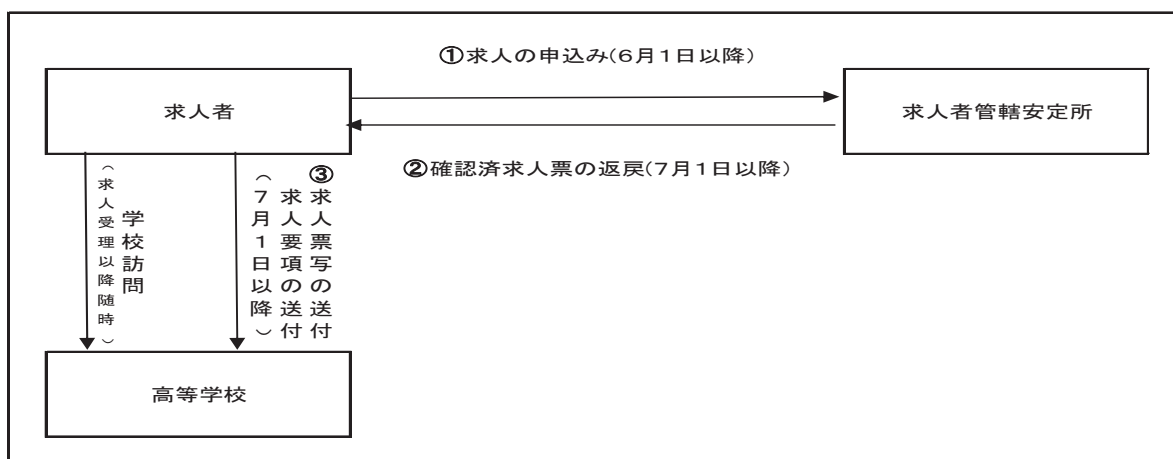 ①求人の申込み(6月1日以降)
求人者
求人者管轄安定所
②確認済求人票の返戻(7月1日以降)
③求人票写の送付
求人要項の送付
(7月1日以降)
学校訪問
(求人受理以降随時)
高等学校